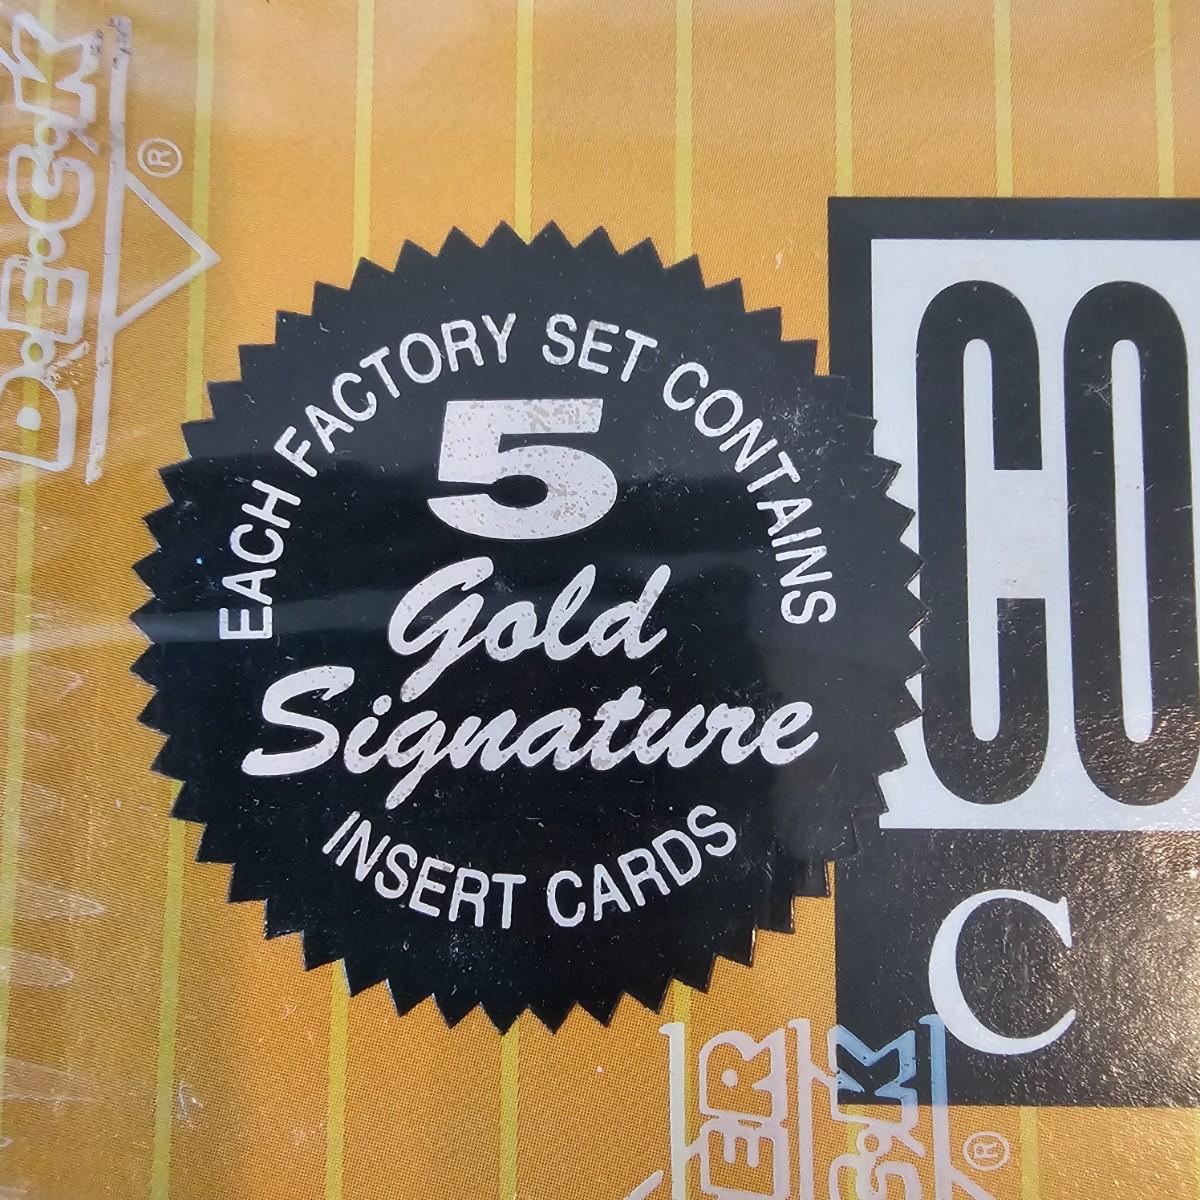 EACH FACTORY SET CONTAINS
5
Gold
Signature
INSERT CARDS
CO
C
®
®